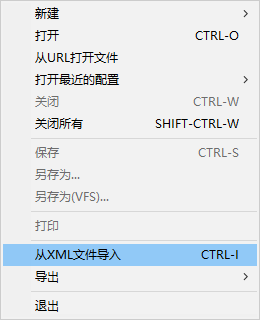 新建
打开 CTRL-O
从URL打开文件
打开最近的配置
关闭 CTRL-W
关闭所有 SHIFT-CTRL-W
保存 CTRL-S
另存为...
另存为(VFS)...
打印
从XML文件导入 CTRL-I
导出
退出